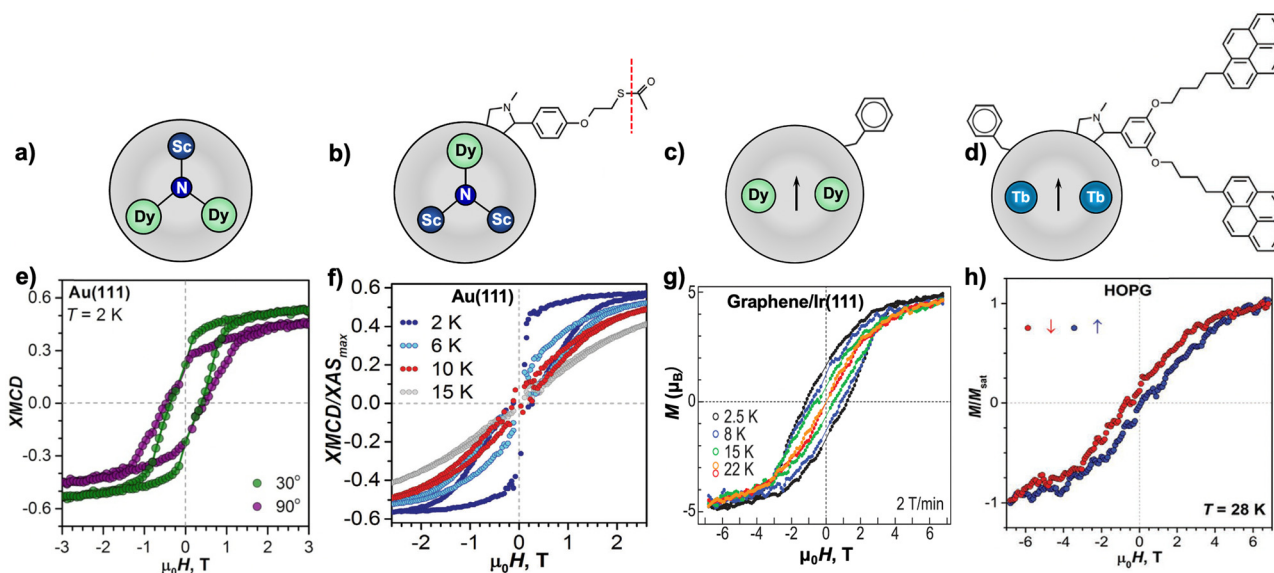 a)
Sc
N
Dy
Dy
b)
N
O
S
O
Dy
N
Sc
Sc
c)
Dy
Dy
d)
N
O
O
Tb
Tb
e)
Au(111)
T = 2 K
XMCD
0.6
0.3
0.0
-0.3
-0.6
30°
90°
-3 -2 -1 0 1 2 3
μ₀H, T
f)
Au(111)
XMCD/XASmax
0.6
0.4
0.2
0.0
-0.2
-0.4
-0.6
2 K
6 K
10 K
15 K
-2 -1 0 1 2
μ₀H, T
g)
Graphene/Ir(111)
M (μB)
5
0
-5
2.5 K
8 K
15 K
22 K
2 T/min
-6 -4 -2 0 2 4 6
μ₀H, T
h)
HOPG
↓ ↑
M/Msat
1
0
-1
T = 28 K
-6 -4 -2 0 2 4 6
μ₀H, T